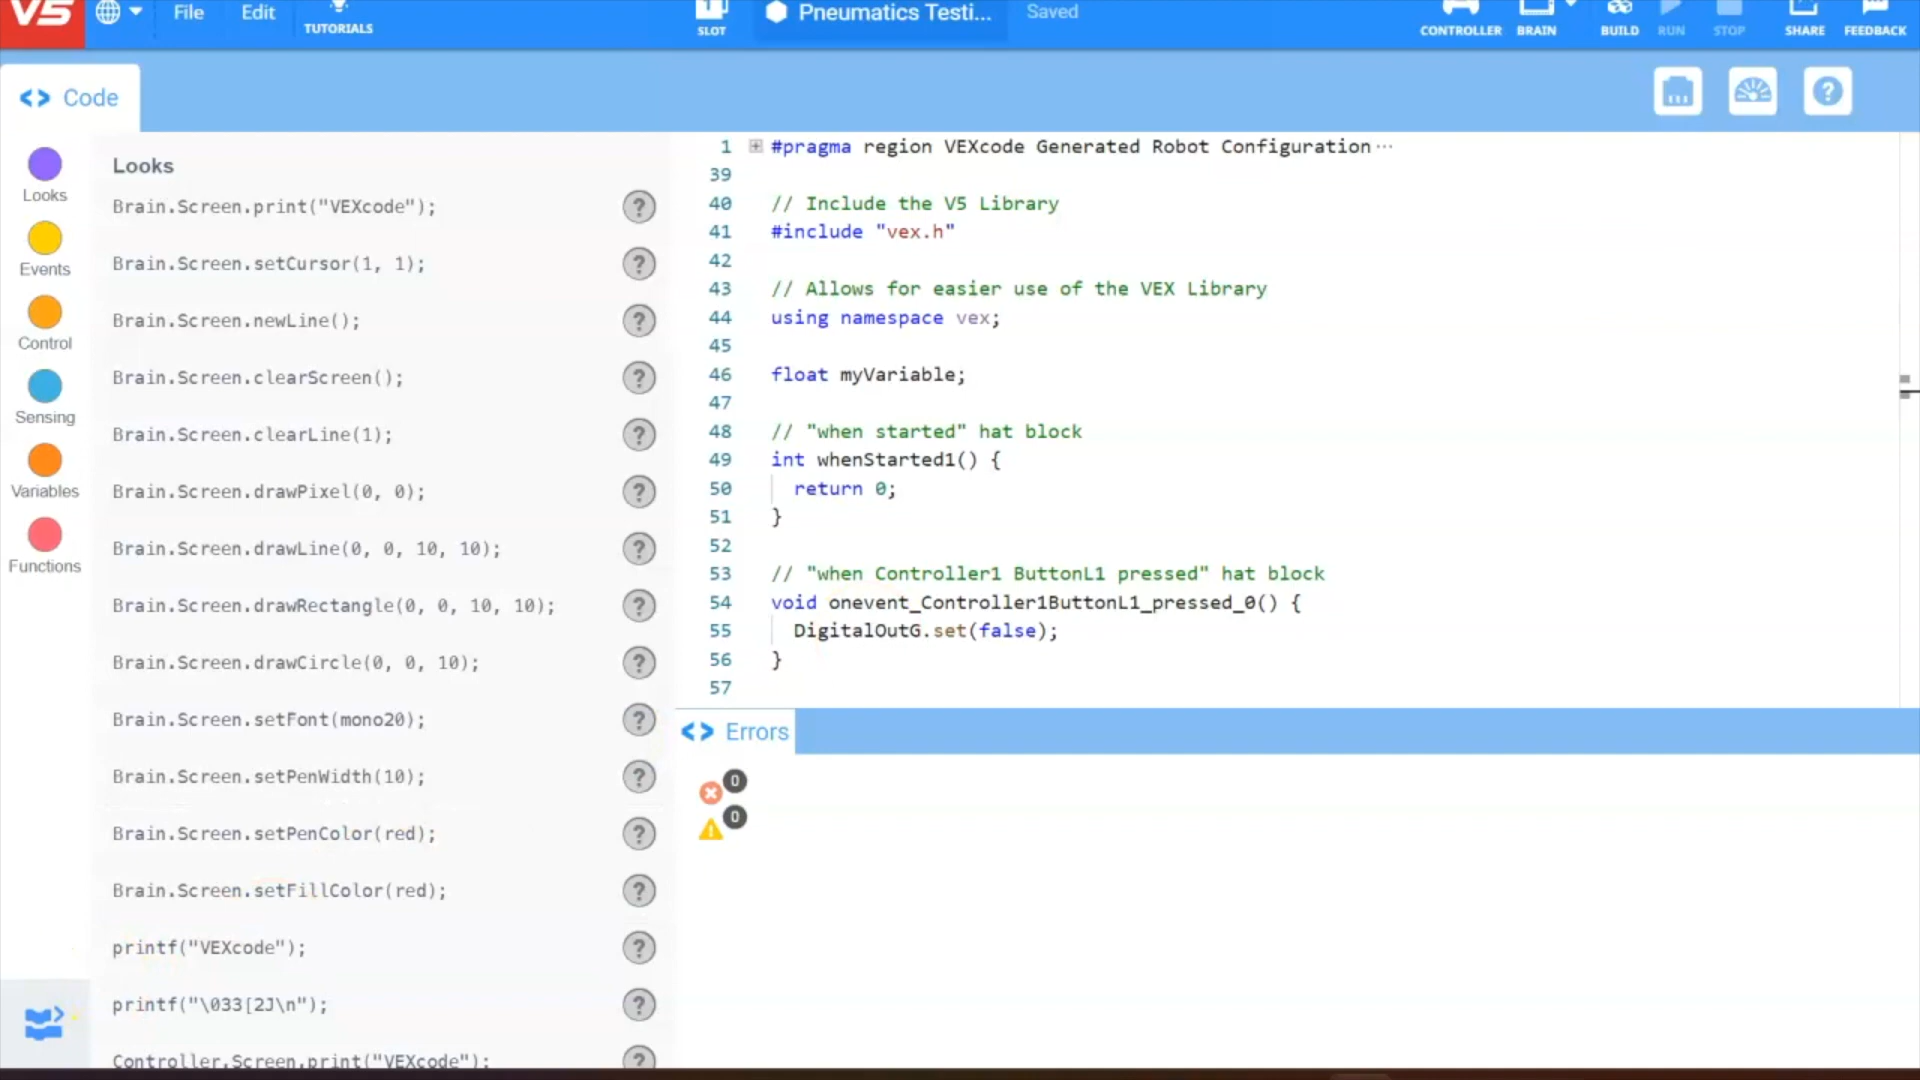 V5
File
Edit
TUTORIALS
SLOT
Pneumatics Testi...
Saved
CONTROLLER
BRAIN
BUILD
RUN
STOP
SHARE
FEEDBACK
<> Code
Looks
Events
Control
Sensing
Variables
Functions
Looks
Brain.Screen.print("VEXcode");
Brain.Screen.setCursor(1, 1);
Brain.Screen.newLine();
Brain.Screen.clearScreen();
Brain.Screen.clearLine(1);
Brain.Screen.drawPixel(0, 0);
Brain.Screen.drawLine(0, 0, 10, 10);
Brain.Screen.drawRectangle(0, 0, 10, 10);
Brain.Screen.drawCircle(0, 0, 10);
Brain.Screen.setFont(mono20);
Brain.Screen.setPenWidth(10);
Brain.Screen.setPenColor(red);
Brain.Screen.setFillColor(red);
printf("VEXcode");
printf("\033[2J\n");
Controller.Screen.print("VEXcode");
1 #pragma region VEXcode Generated Robot Configuration ...
39
40 // Include the V5 Library
41 #include "vex.h"
42
43 // Allows for easier use of the VEX Library
44 using namespace vex;
45
46 float myVariable;
47
48 // "when started" hat block
49 int whenStarted1() {
50 return 0;
51 }
52
53 // "when Controller1 ButtonL1 pressed" hat block
54 void onevent_Controller1ButtonL1_pressed_0() {
55 DigitalOutG.set(false);
56 }
57
<> Errors
0
0